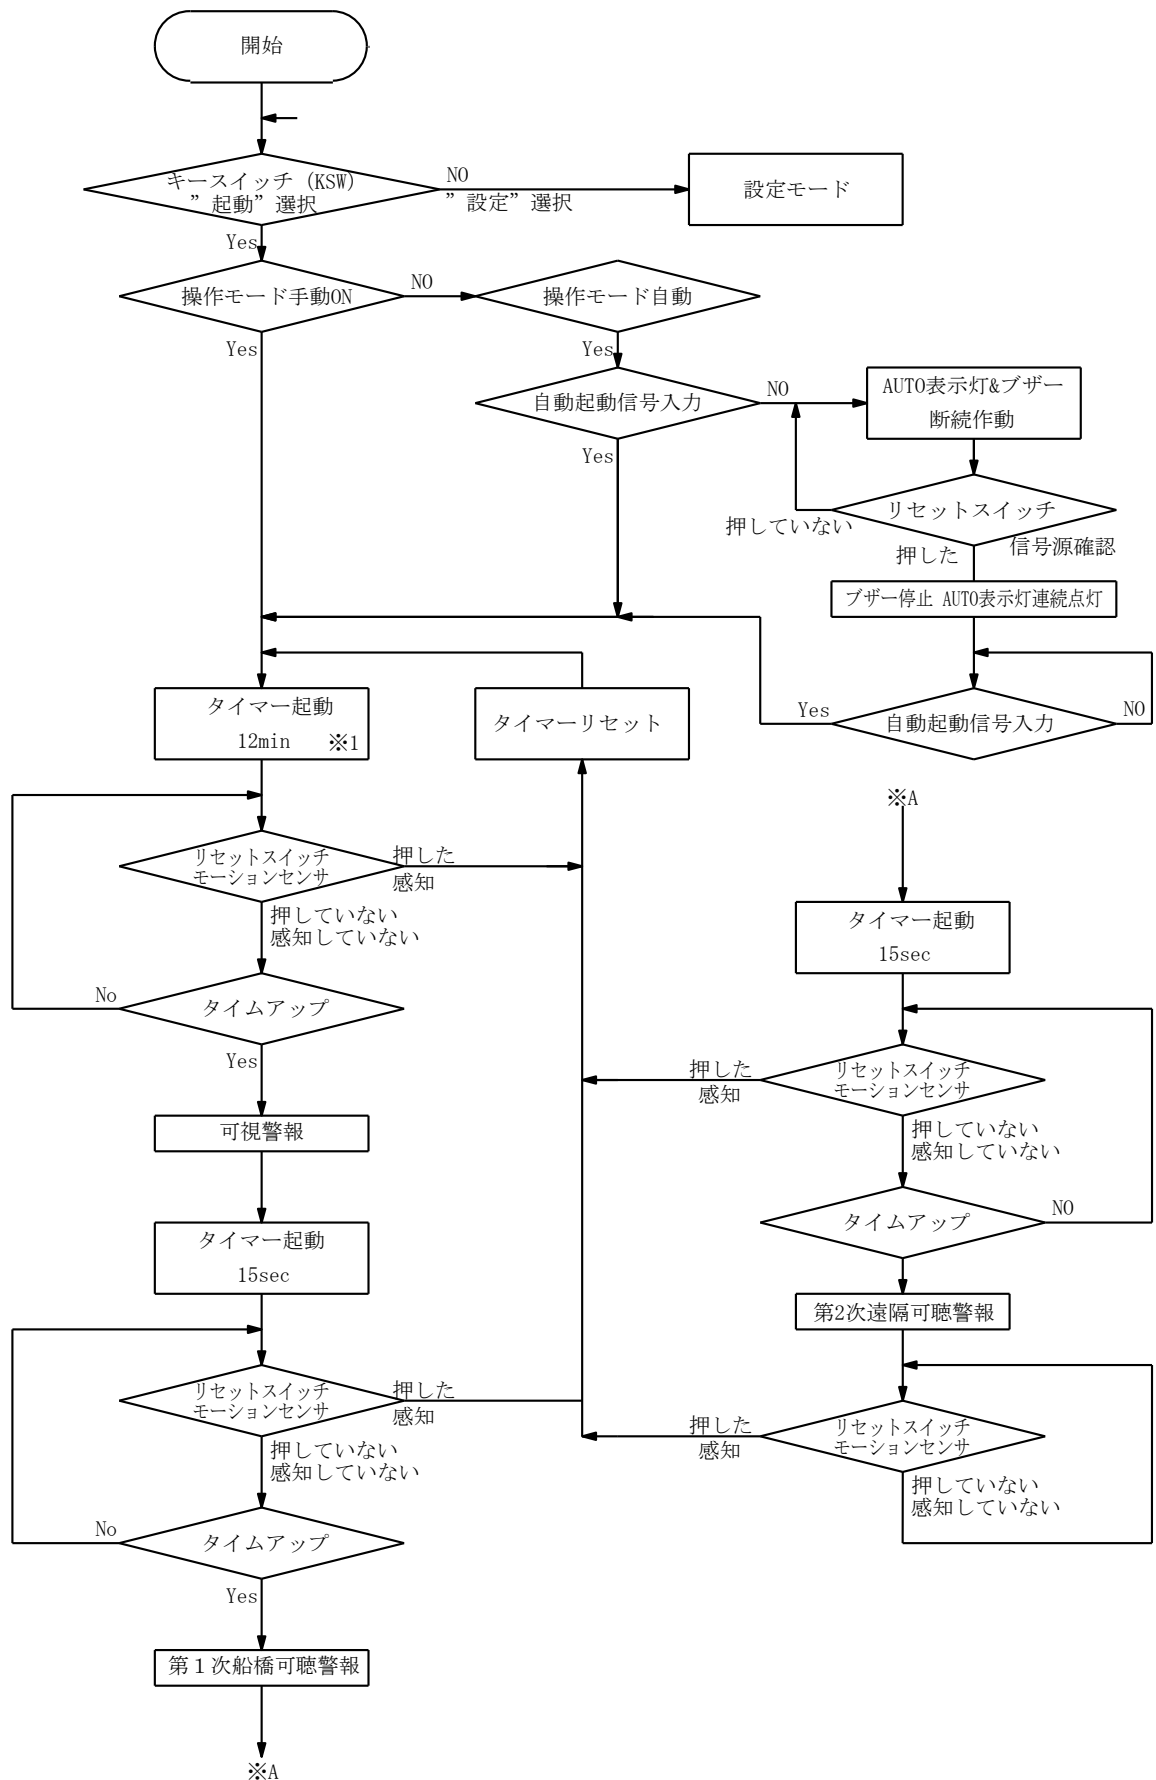 開始
キースイッチ (KSW)
”起動”選択
NO
”設定”選択
設定モード
Yes
操作モード手動ON
NO
操作モード自動
Yes
Yes
自動起動信号入力
NO
AUTO表示灯&ブザー
断続作動
Yes
リセットスイッチ
押していない
信号源確認
押した
ブザー停止 AUTO表示灯連続点灯
タイマー起動
12min ※1
タイマーリセット
Yes
自動起動信号入力
NO
リセットスイッチ
モーションセンサ
押した
感知
押していない
感知していない
No
タイムアップ
Yes
可視警報
タイマー起動
15sec
リセットスイッチ
モーションセンサ
押した
感知
押していない
感知していない
No
タイムアップ
Yes
第１次船橋可聴警報
※A
※A
タイマー起動
15sec
押した
感知
リセットスイッチ
モーションセンサ
押していない
感知していない
タイムアップ
NO
第2次遠隔可聴警報
押した
感知
リセットスイッチ
モーションセンサ
押していない
感知していない